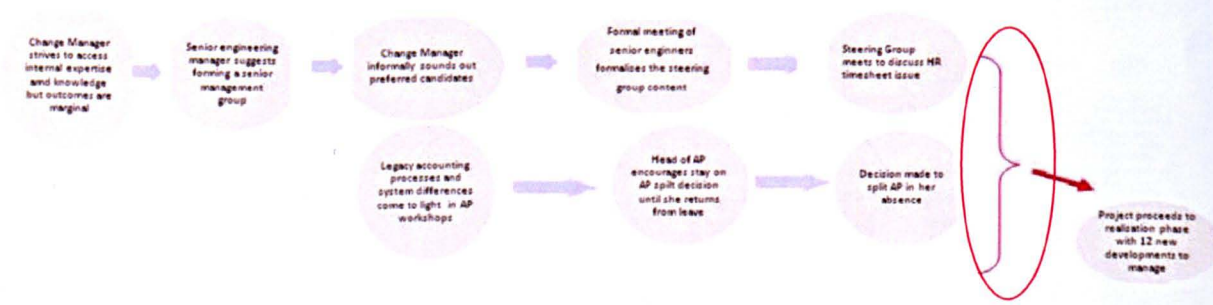 Change Manager
strives to access
internal expertise
amd knowledge
but outcomes are
marginal
Senior engineering
manager suggests
forming a senior
management
group
Change Manager
informally sounds out
preferred candidates
Formal meeting of
senior enginners
formalises the steering
group content
Steering Group
meets to discuss HR
timesheet issue
Legacy accounting
processes and
system differences
come to light in AP
workshops
Head of AP
encourages stay on
AP spilt decision
until she returns
from leave
Decision made to
split AP in her
absence
Project proceeds to
realisation phase
with 12 new
developments to
manage